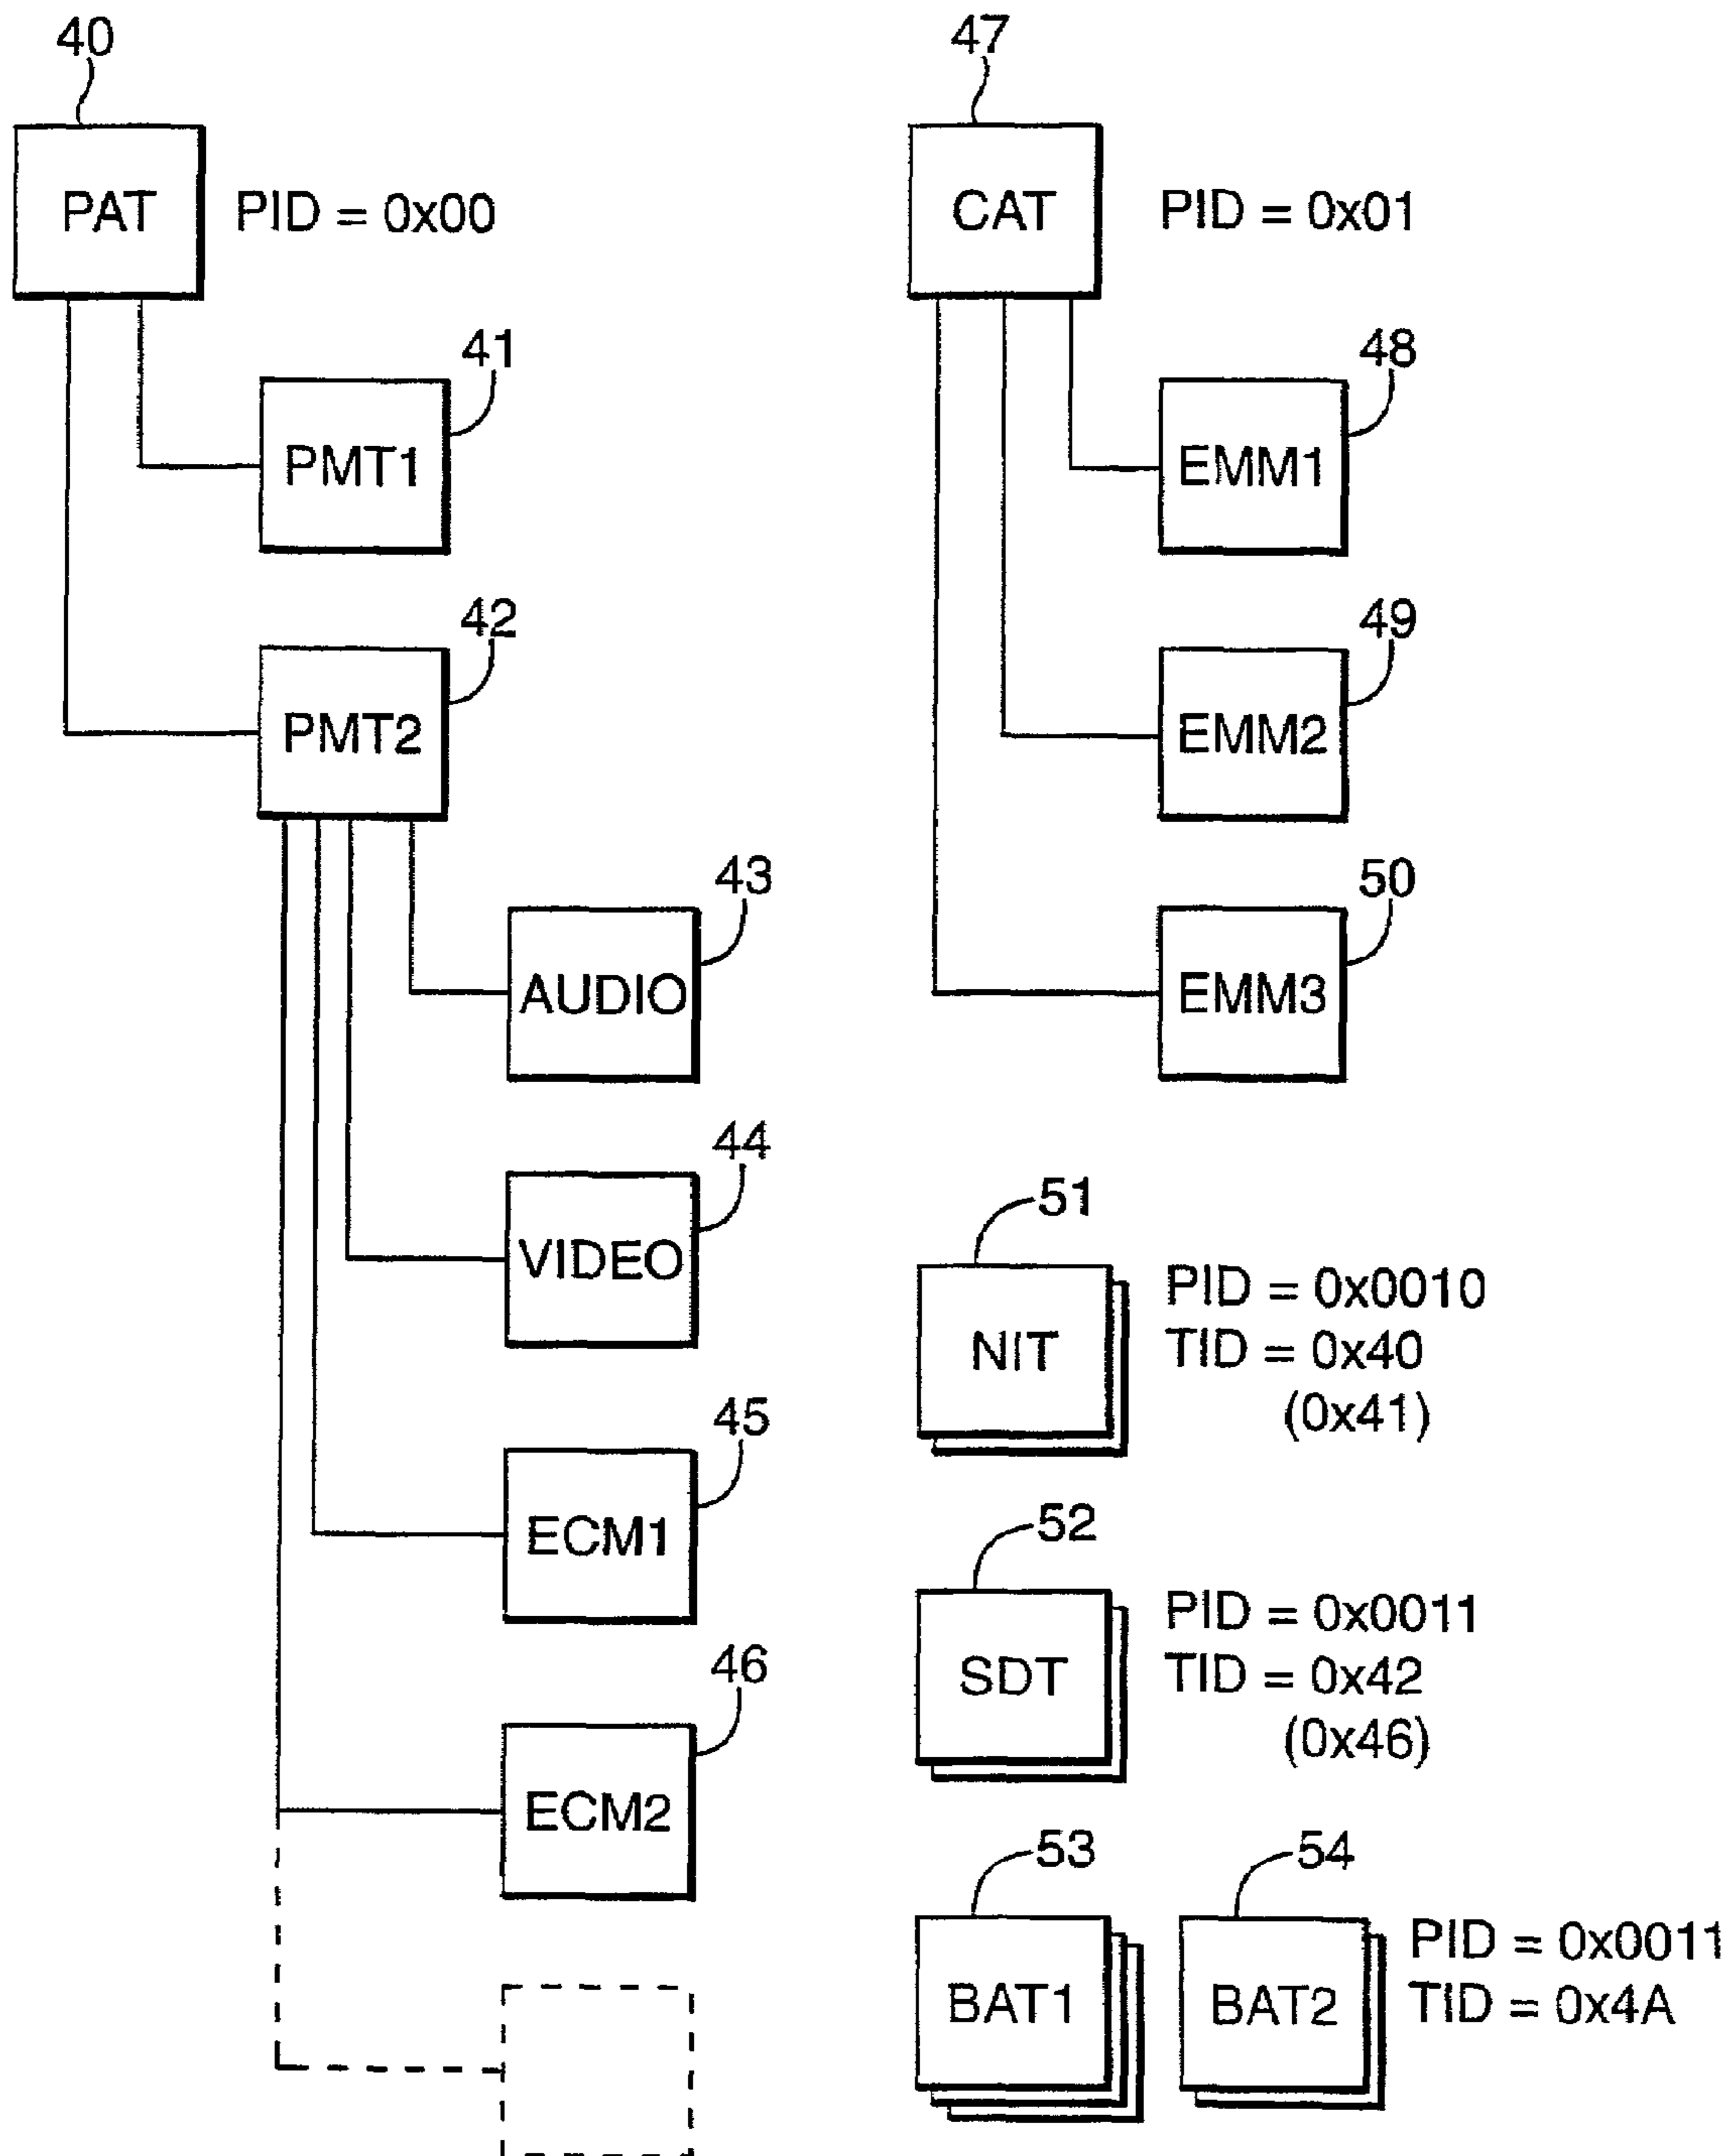 40
PAT
PID = 0x00
41
PMT1
42
PMT2
43
AUDIO
44
VIDEO
45
ECM1
46
ECM2
47
CAT
PID = 0x01
48
EMM1
49
EMM2
50
EMM3
51
NIT
PID = 0x0010
TID = 0x40
(0x41)
52
SDT
PID = 0x0011
TID = 0x42
(0x46)
53
BAT1
54
BAT2
PID = 0x0011
TID = 0x4A